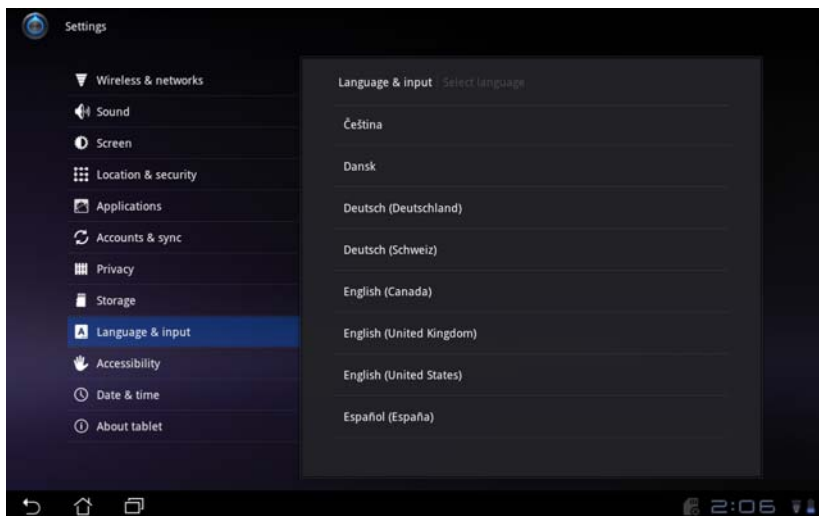 Settings
Wireless & networks
Sound
Screen
Location & security
Applications
Accounts & sync
Privacy
Storage
A Language & input
Accessibility
Date & time
About tablet
Language & input Select language
Čeština
Dansk
Deutsch (Deutschland)
Deutsch (Schweiz)
English (Canada)
English (United Kingdom)
English (United States)
Español (España)
2:06